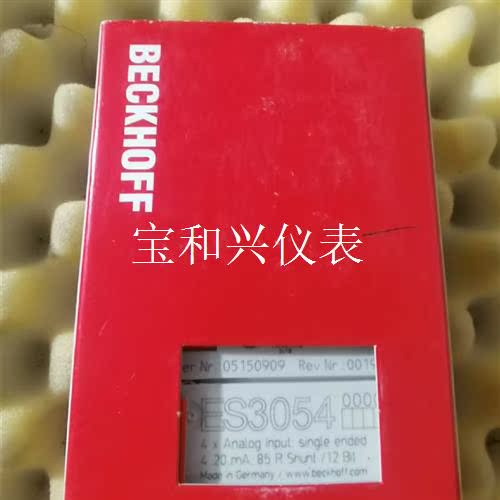 BECKHOFF
宝和兴仪表
er Nr. 05150909 Rev.Nr. 0019
ES3054
4 x Analog Input, single ended
4..20 mA, 85 R Shunt /12 Bit
Made in Germany /www.beckhoff.com